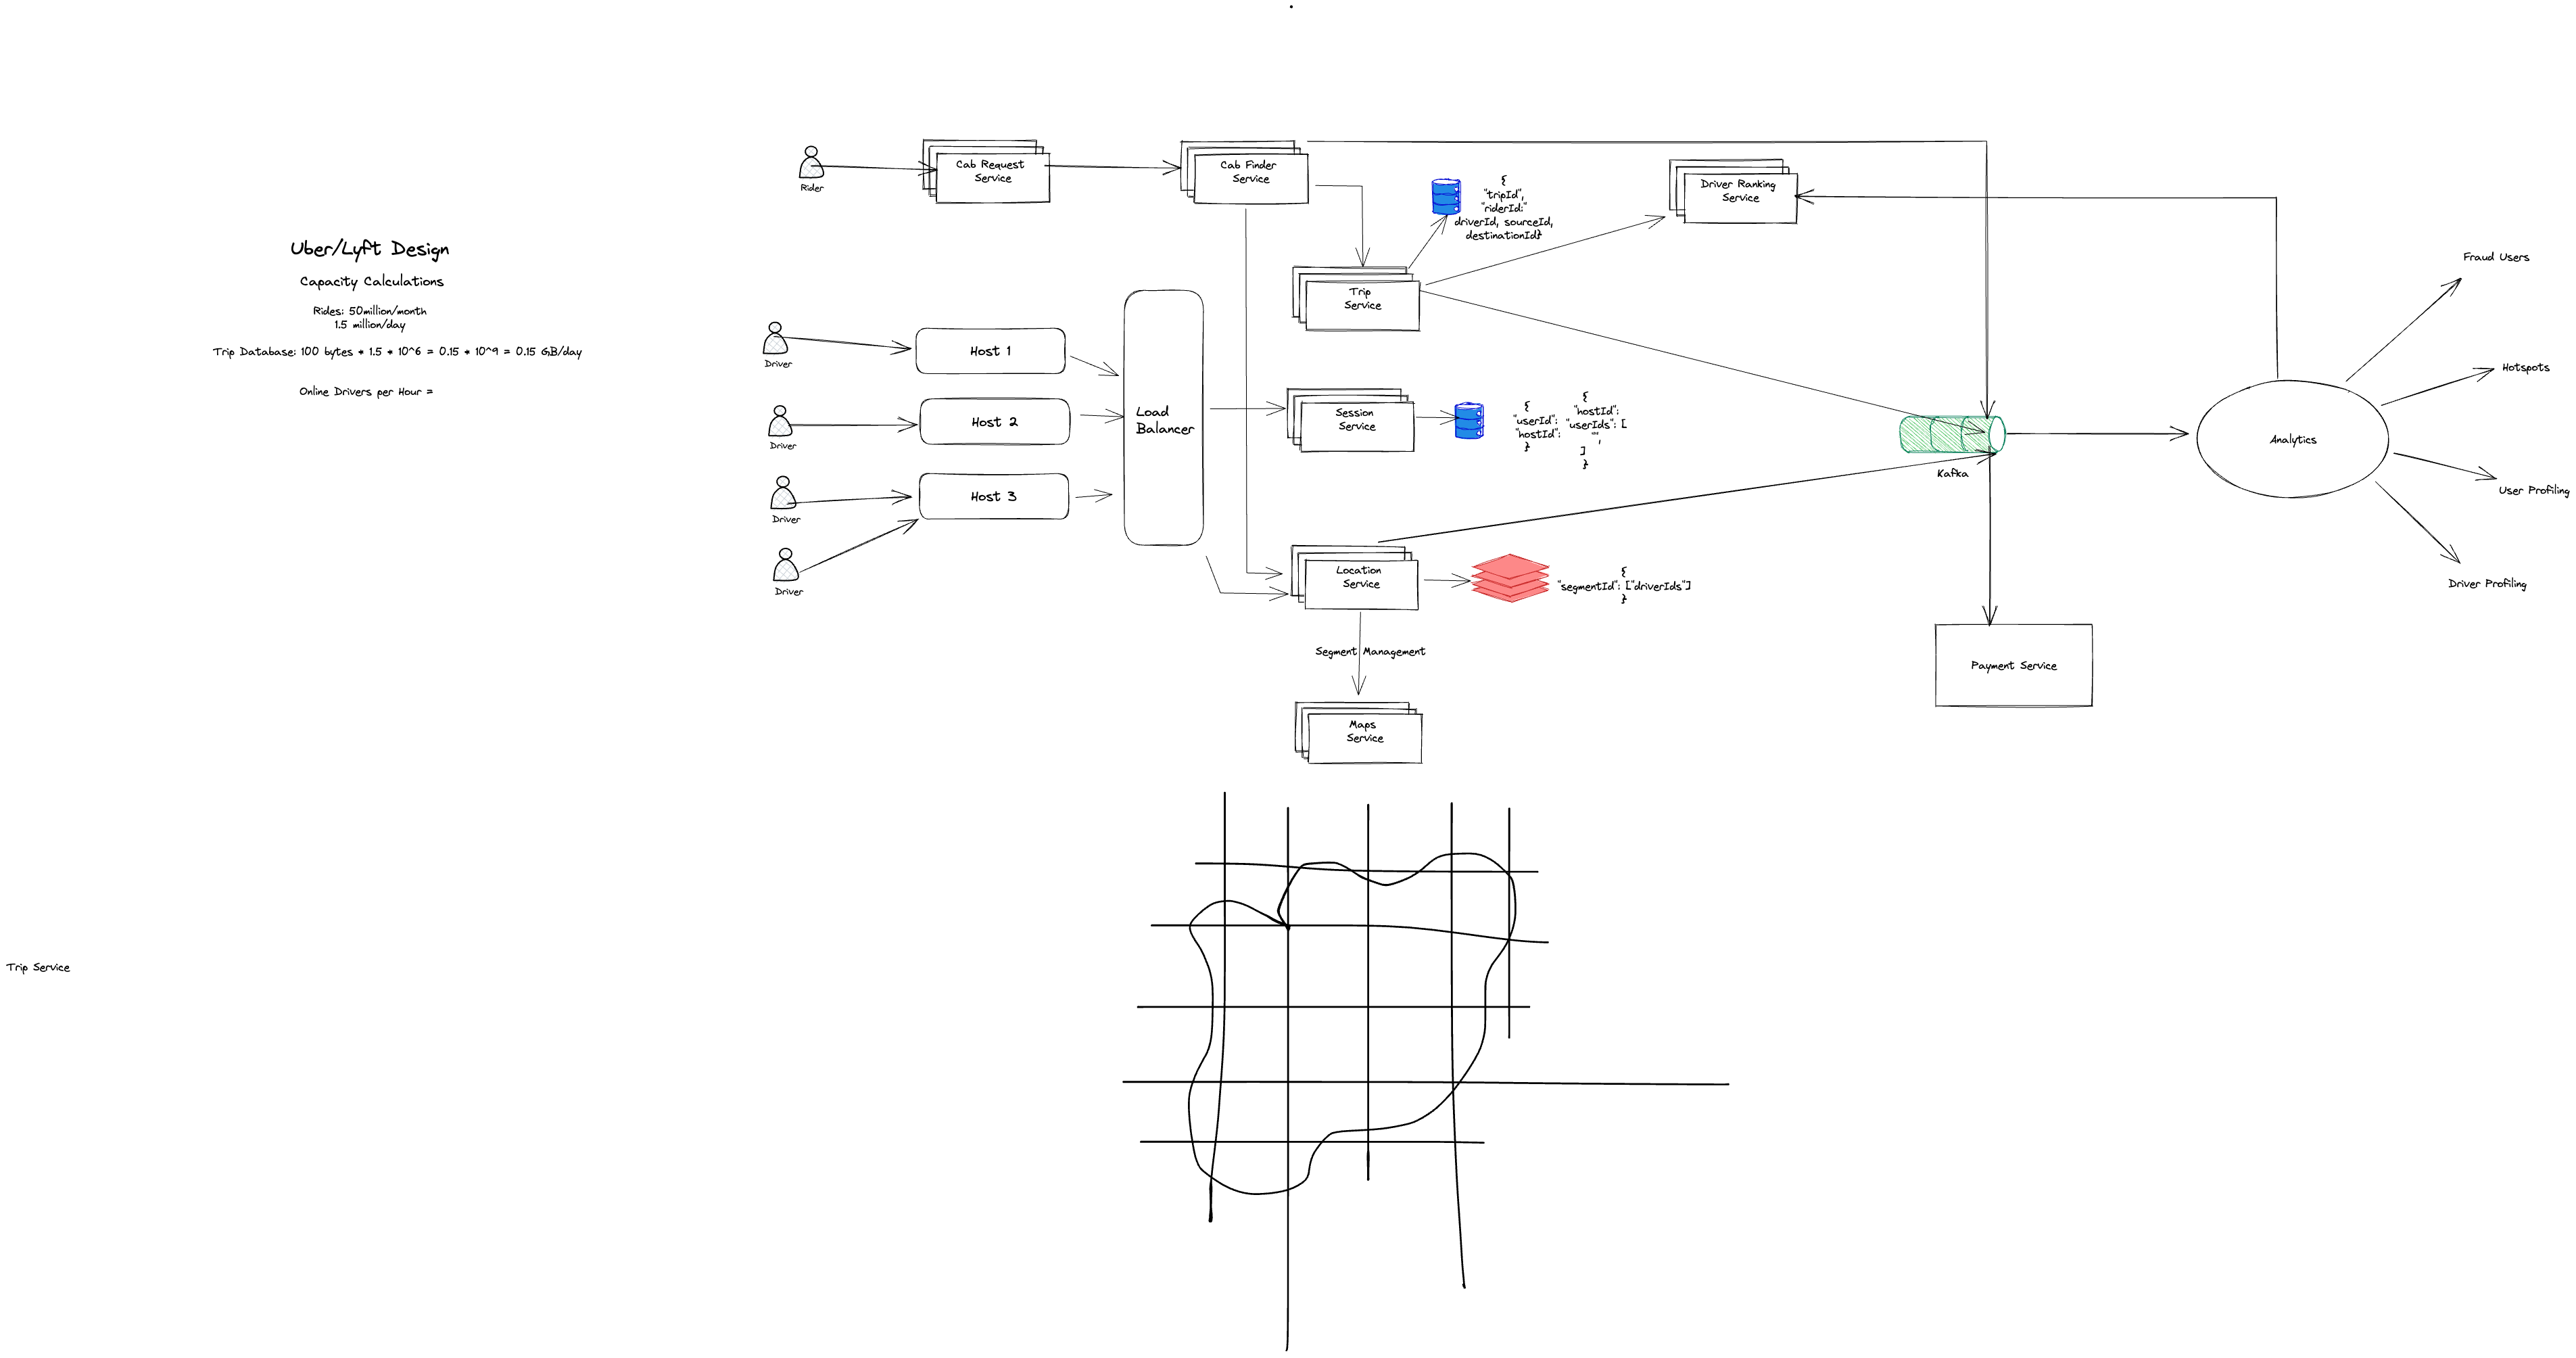 Uber/Lyft Design
Capacity Calculations
Rides: 50million/month
1.5 million/day
Trip Database: 100 bytes * 1.5 * 10^6 = 0.15 * 10^9 = 0.15 GB/day
Online Drivers per Hour =
Rider
Cab Request
Service
Cab Finder
Service
{
"tripId",
"riderId:"
driverId, sourceId,
destinationId}
Driver Ranking
Service
Trip
Service
Driver
Host 1
Driver
Host 2
Driver
Host 3
Driver
Load
Balancer
Session
Service
{
"userId":
"hostId":
}
{
"hostId":
"userIds": [
"",
]
}
Location
Service
{
"segmentId": ["driverIds"]
}
Segment Management
Maps
Service
Kafka
Payment Service
Analytics
Fraud Users
Hotspots
User Profiling
Driver Profiling
Trip Service